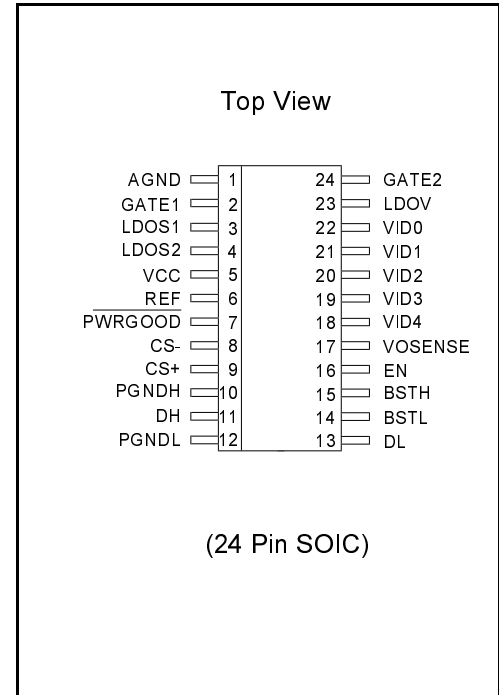 Top View
AGND 1 24 GATE2
GATE1 2 23 LDOV
LDOS1 3 22 VID0
LDOS2 4 21 VID1
VCC 5 20 VID2
REF 6 19 VID3
PWRGOOD 7 18 VID4
CS- 8 17 VOSENSE
CS+ 9 16 EN
PGNDH 10 15 BSTH
DH 11 14 BSTL
PGNDL 12 13 DL
(24 Pin SOIC)